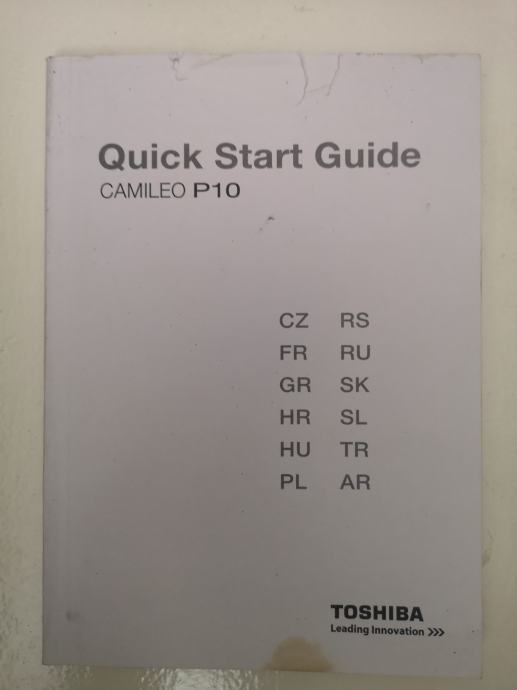 Quick Start Guide
CAMILEO P10
CZ RS
FR RU
GR SK
HR SL
HU TR
PL AR
TOSHIBA
Leading Innovation >>>